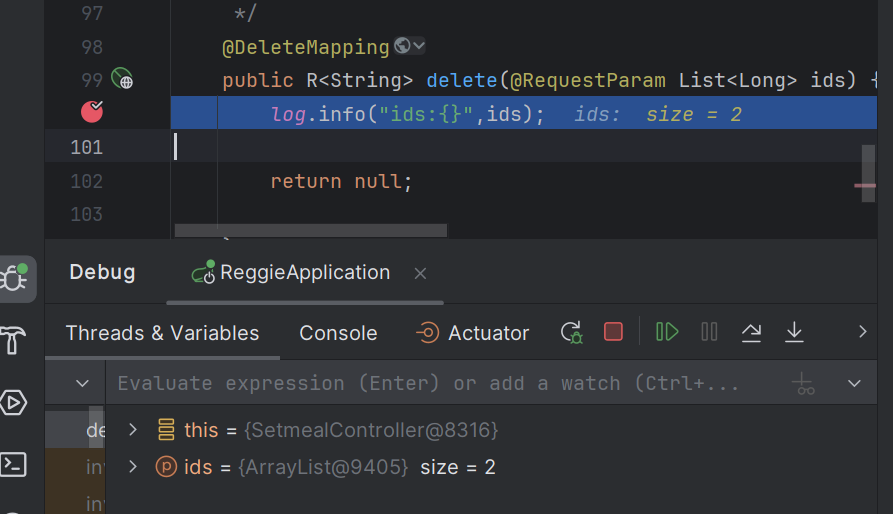 97 */
98 @DeleteMapping
99 public R<String> delete(@RequestParam List<Long> ids) {
log.info("ids:{}",ids); ids: size = 2
101
102 return null;
103
Debug ReggieApplication
Threads & Variables Console Actuator
Evaluate expression (Enter) or add a watch (Ctrl+...
de this = {SetmealController@8316}
inv ids = {ArrayList@9405} size = 2
inv